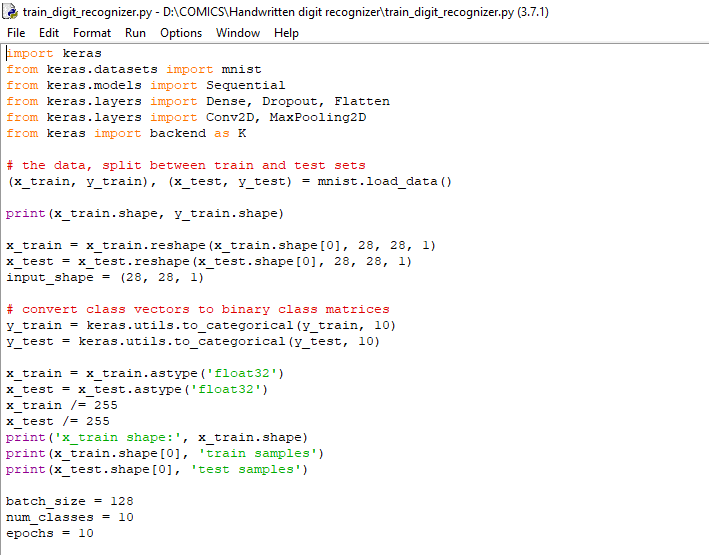 train_digit_recognizer.py - D:\COMICS\Handwritten digit recognizer\train_digit_recognizer.py (3.7.1)
File Edit Format Run Options Window Help
import keras
from keras.datasets import mnist
from keras.models import Sequential
from keras.layers import Dense, Dropout, Flatten
from keras.layers import Conv2D, MaxPooling2D
from keras import backend as K
# the data, split between train and test sets
(x_train, y_train), (x_test, y_test) = mnist.load_data()
print(x_train.shape, y_train.shape)
x_train = x_train.reshape(x_train.shape[0], 28, 28, 1)
x_test = x_test.reshape(x_test.shape[0], 28, 28, 1)
input_shape = (28, 28, 1)
# convert class vectors to binary class matrices
y_train = keras.utils.to_categorical(y_train, 10)
y_test = keras.utils.to_categorical(y_test, 10)
x_train = x_train.astype('float32')
x_test = x_test.astype('float32')
x_train /= 255
x_test /= 255
print('x_train shape:', x_train.shape)
print(x_train.shape[0], 'train samples')
print(x_test.shape[0], 'test samples')
batch_size = 128
num_classes = 10
epochs = 10